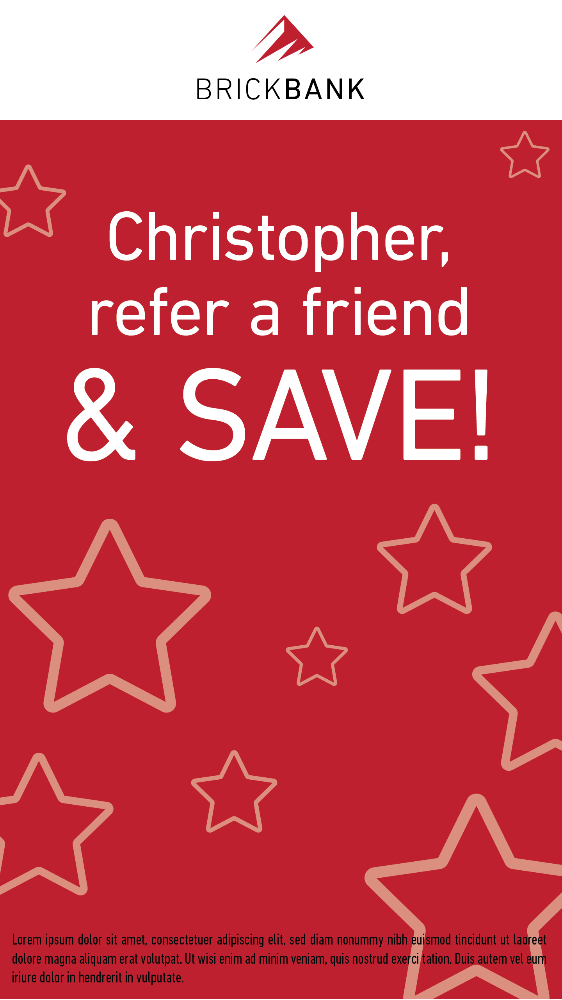 BRICKBANK
Christopher,
refer a friend
& SAVE!
Lorem ipsum dolor sit amet, consectetuer adipiscing elit, sed diam nonummy nibh euismod tincidunt ut laoreet
dolore magna aliquam erat volutpat. Ut wisi enim ad minim veniam, quis nostrud exerci tation. Duis autem vel eum
iriure dolor in hendrerit in vulputate.